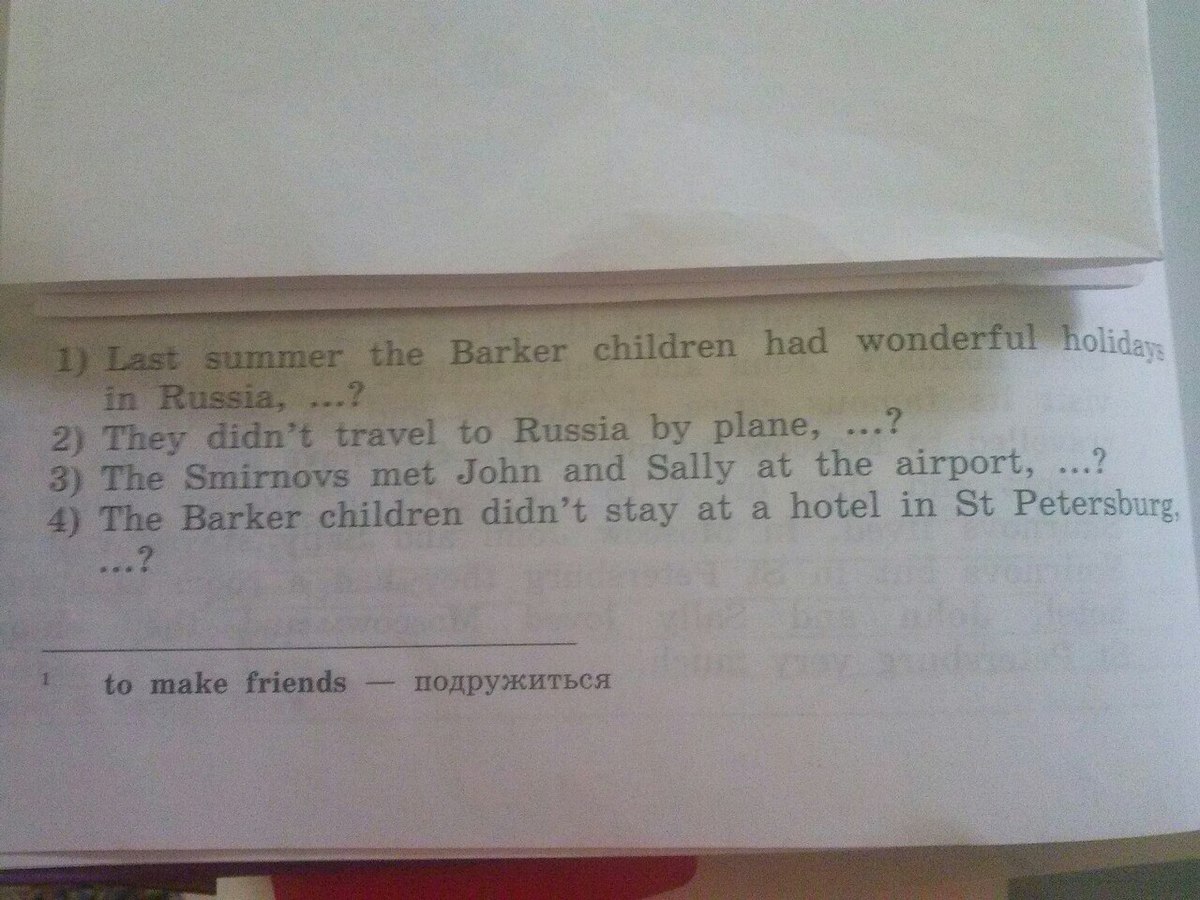 1) Last summer the Barker children had wonderful holidays
in Russia, ...?
2) They didn't travel to Russia by plane, ...?
3) The Smirnovs met John and Sally at the airport, ...?
4) The Barker children didn't stay at a hotel in St Petersburg,
...?
1 to make friends — подружиться